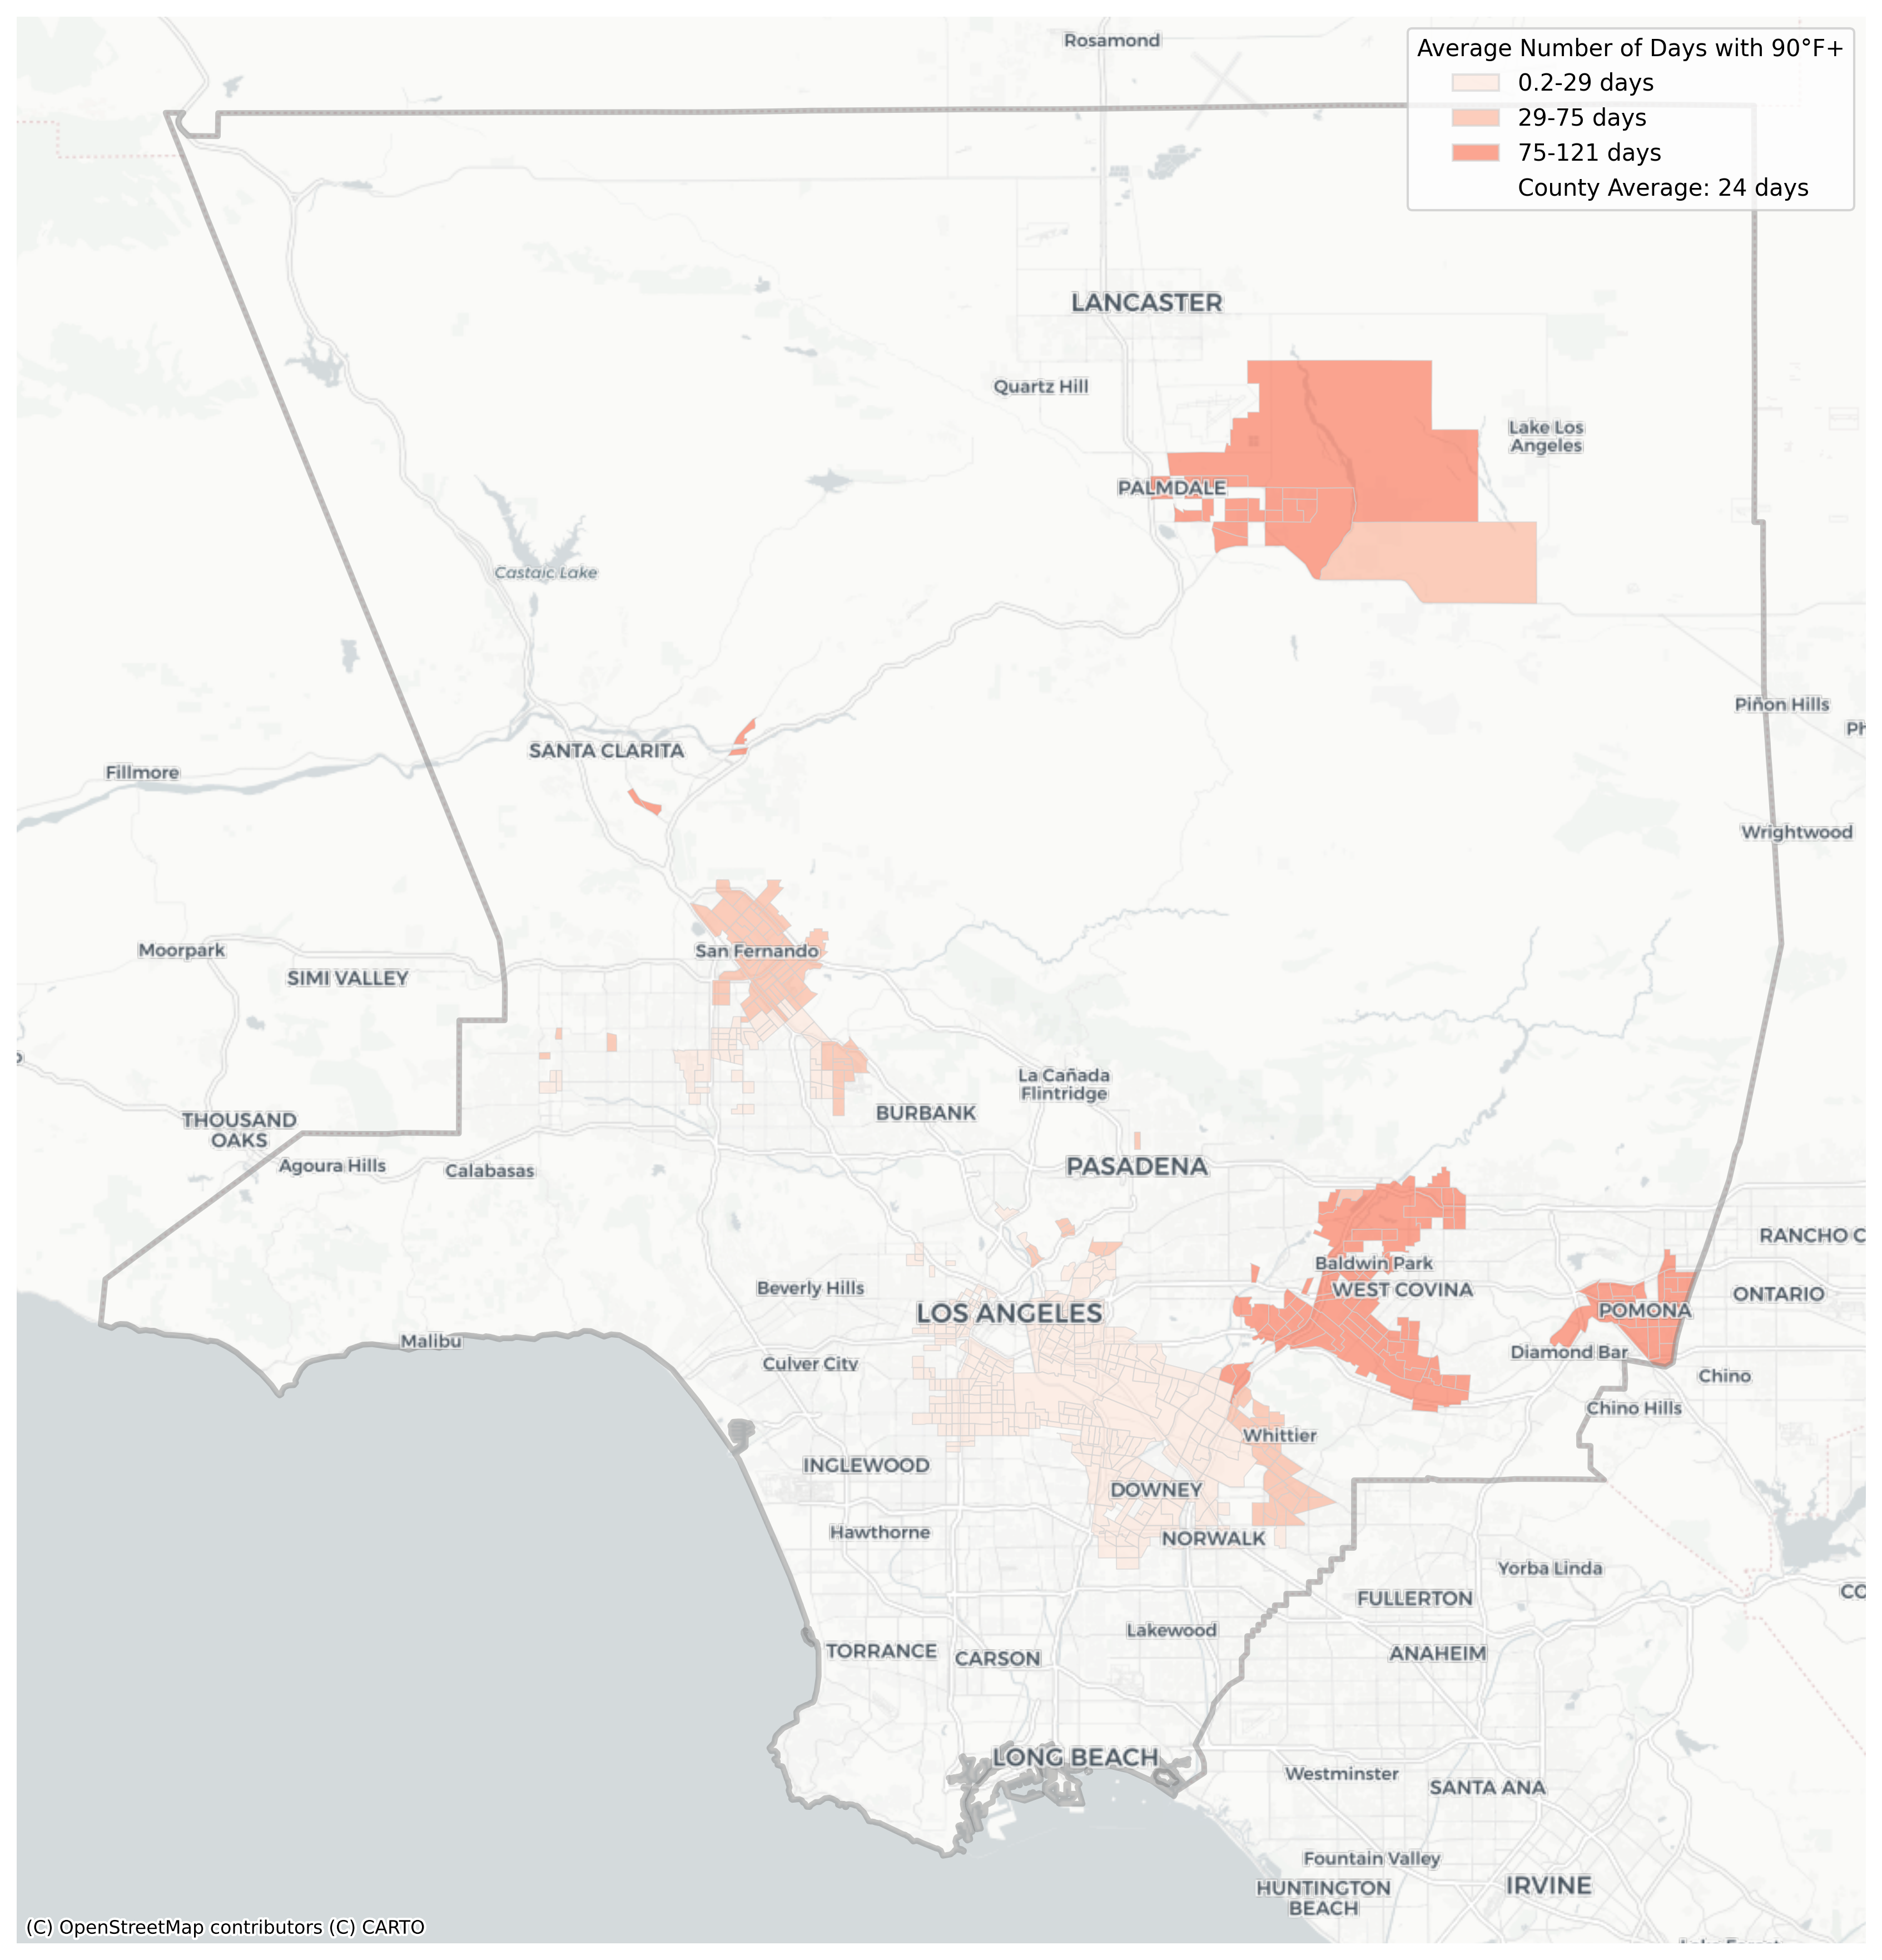 Rosamond
Average Number of Days with 90°F+
0.2-29 days
29-75 days
75-121 days
County Average: 24 days
LANCASTER
Quartz Hill
Lake Los
Angeles
PALMDALE
Castaic Lake
Piñon Hills
Ph
SANTA CLARITA
Fillmore
Wrightwood
Moorpark
San Fernando
SIMI VALLEY
La Cañada
Flintridge
BURBANK
THOUSAND
OAKS
Agoura Hills
Calabasas
PASADENA
RANCHO C
Baldwin Park
Beverly Hills
WEST COVINA
ONTARIO
LOS ANGELES
POMONA
Malibu
Culver City
Diamond Bar
Chino
Chino Hills
Whittier
INGLEWOOD
DOWNEY
Hawthorne
NORWALK
Yorba Linda
CO
FULLERTON
Lakewood
TORRANCE
CARSON
ANAHEIM
LONG BEACH
Westminster
SANTA ANA
Fountain Valley
HUNTINGTON
BEACH
IRVINE
(C) OpenStreetMap contributors (C) CARTO